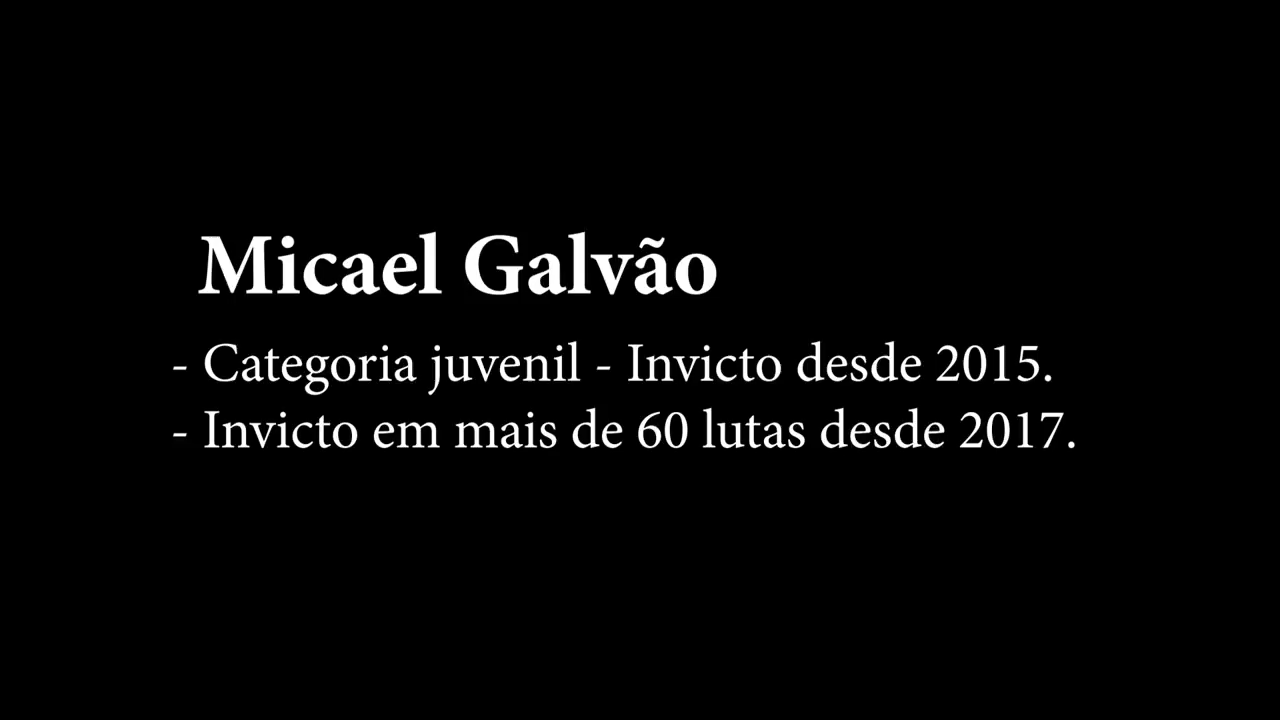 Micael Galvão
- Categoria juvenil - Invicto desde 2015.
- Invicto em mais de 60 lutas desde 2017.